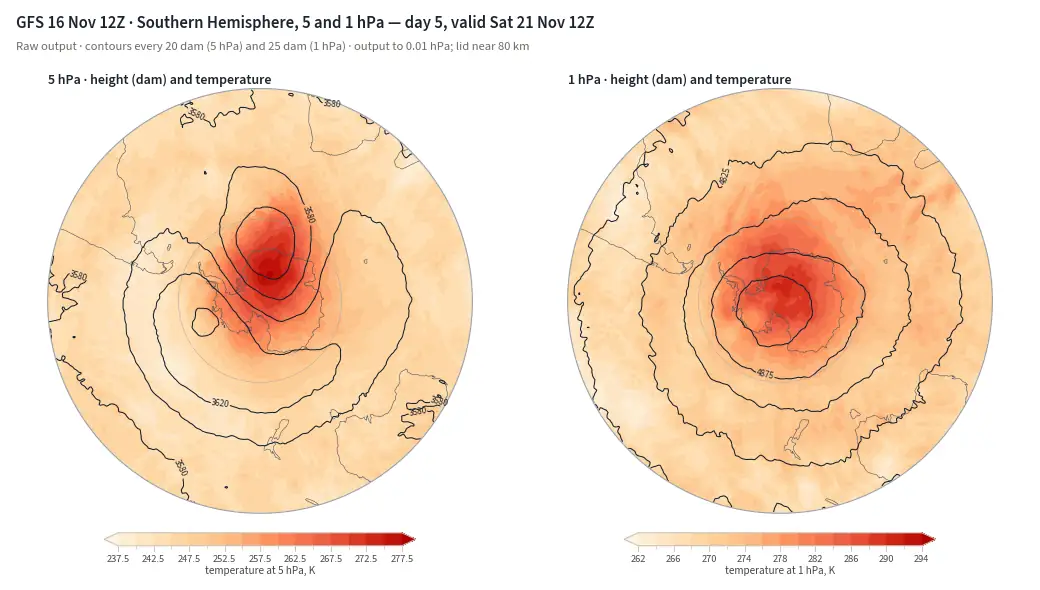 GFS 16 Nov 12Z · Southern Hemisphere, 5 and 1 hPa — day 5, valid Sat 21 Nov 12Z
Raw output · contours every 20 dam (5 hPa) and 25 dam (1 hPa) · output to 0.01 hPa; lid near 80 km
5 hPa · height (dam) and temperature
1 hPa · height (dam) and temperature
3580
3580
4825
3580
3580
4875
3620
3580
3580
3580
237.5 242.5 247.5 252.5 257.5 262.5 267.5 272.5 277.5
temperature at 5 hPa, K
262 266 270 274 278 282 286 290 294
temperature at 1 hPa, K